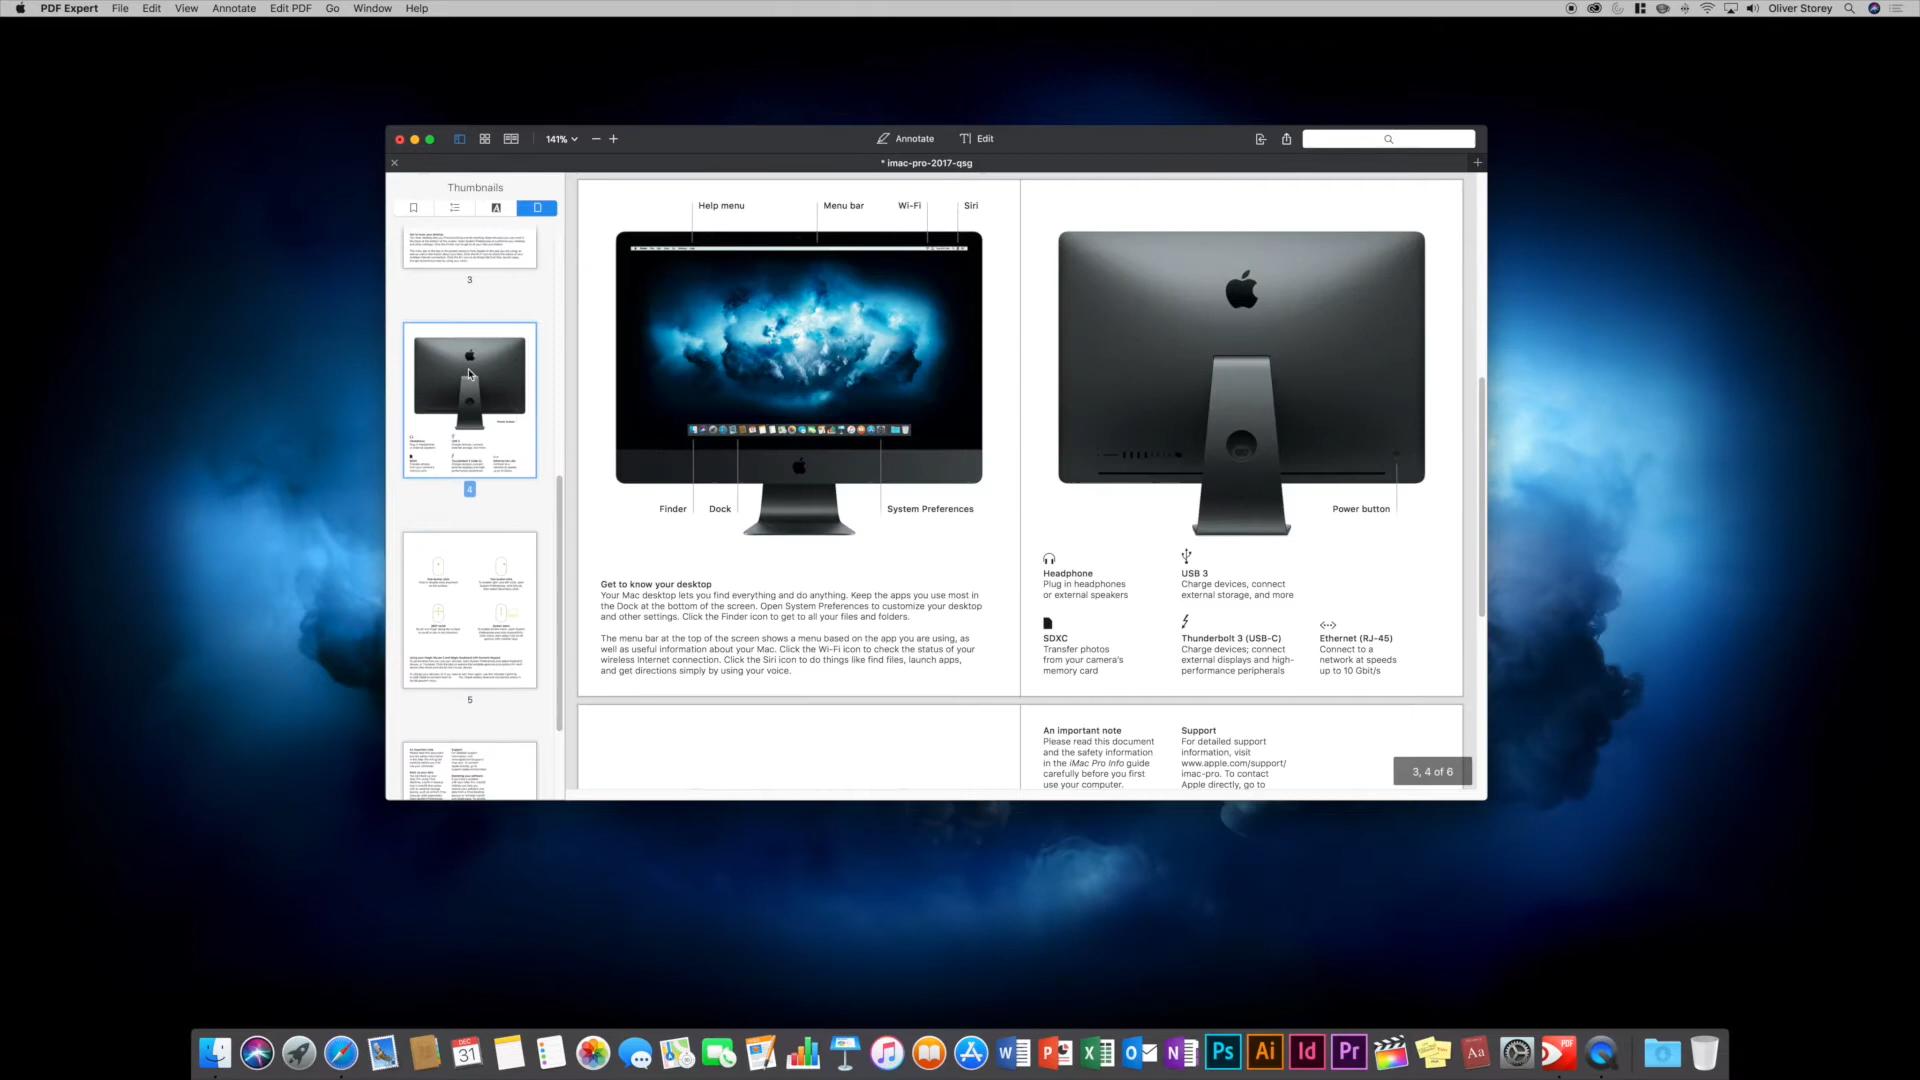 PDF Expert File Edit View Annotate Edit PDF Go Window Help Oliver Storey
141% Annotate Edit
* imac-pro-2017-qsg
Thumbnails
3
4
5
Help menu Menu bar Wi-Fi Siri
Finder Dock System Preferences
Get to know your desktop
Your Mac desktop lets you find everything and do anything. Keep the apps you use most in
the Dock at the bottom of the screen. Open System Preferences to customize your desktop
and other settings. Click the Finder icon to get to all your files and folders.
The menu bar at the top of the screen shows a menu based on the app you are using, as
well as useful information about your Mac. Click the Wi-Fi icon to check the status of your
wireless Internet connection. Click the Siri icon to do things like find files, launch apps,
and get directions simply by using your voice.
Power button
Headphone
Plug in headphones
or external speakers
USB 3
Charge devices, connect
external storage, and more
SDXC
Transfer photos
from your camera's
memory card
Thunderbolt 3 (USB-C)
Charge devices; connect
external displays and high-
performance peripherals
Ethernet (RJ-45)
Connect to a
network at speeds
up to 10 Gbit/s
An important note
Please read this document
and the safety information
in the iMac Pro Info guide
carefully before you first
use your computer.
Support
For detailed support
information, visit
www.apple.com/support/
imac-pro. To contact
Apple directly, go to
3, 4 of 6
DEC
31
Ps
Ai
Id
Pr
Aa
PDF